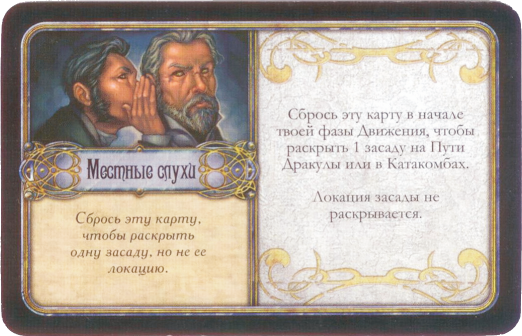 Местные слухи
Сбрось эту карту,
чтобы раскрыть
одну засаду, но не ее
локацию.
Сбрось эту карту в начале
твоей фазы Движения, чтобы
раскрыть 1 засаду на Пути
Дракулы или в Катакомбах.
Локация засады не
раскрывается.